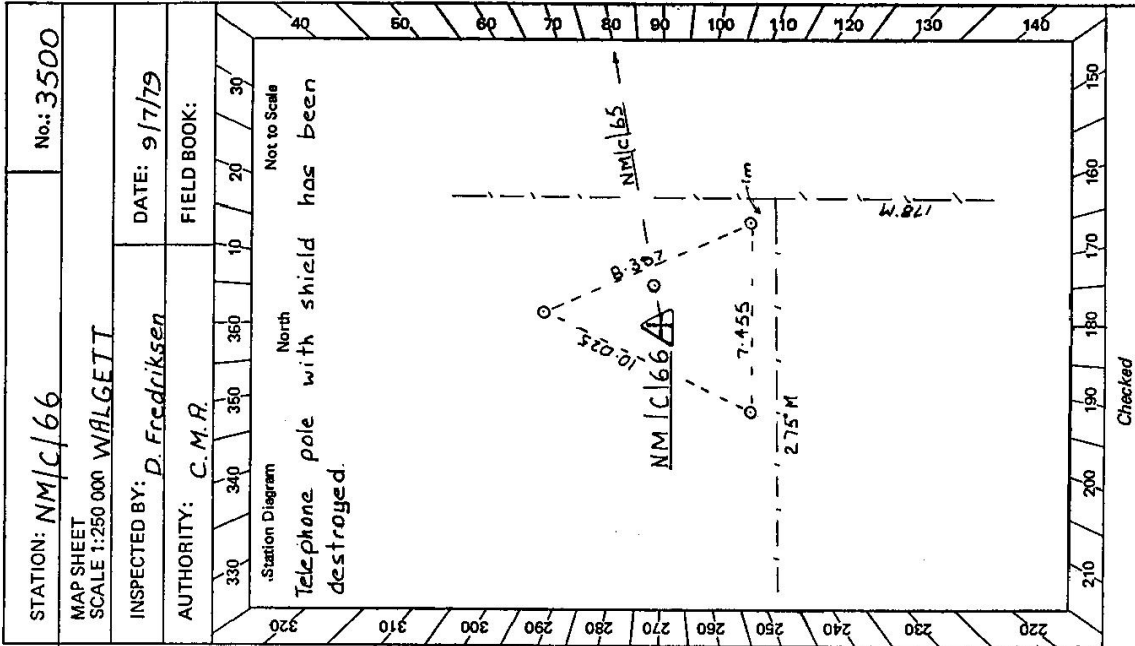 STATION: NM/C/66
No.: 3500
MAP SHEET
SCALE 1:250 000 WALGETT
INSPECTED BY: D. Fredriksen
DATE: 9/7/79
AUTHORITY: C.M.A.
FIELD BOOK:
330 340 350 360 10 20 30
320 310 300 290 280 270 260 250 240 230 220
40 50 60 70 80 90 100 110 120 130 140
Station Diagram
North
Not to Scale
Telephone pole with shield has been
destroyed.
NM/C/65
10.025
8.307
NM/C/66
7.455
1m
275°M
178°M
210 200 190 180 170 160 150
Checked